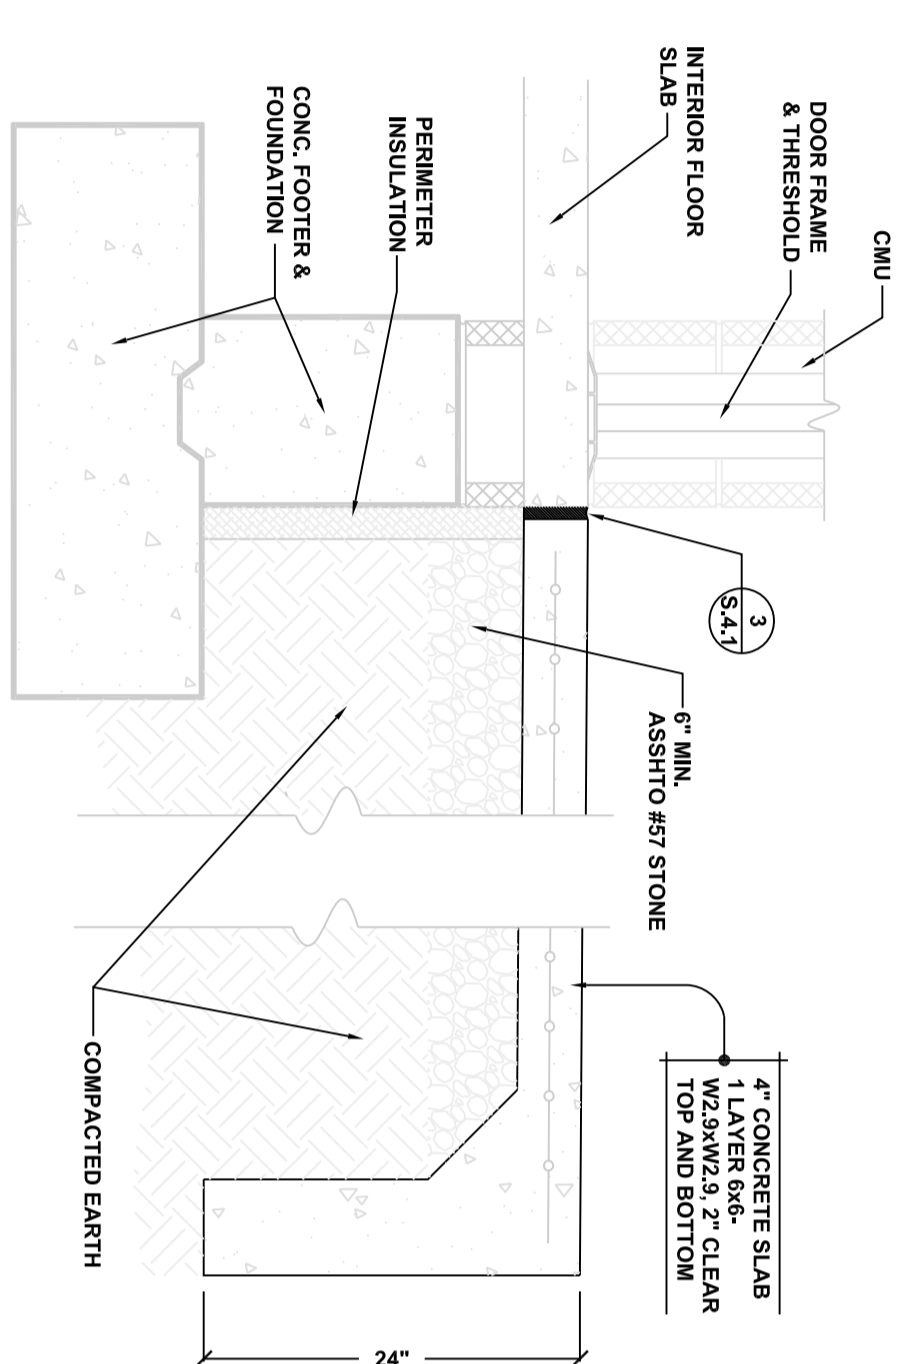 CMU
DOOR FRAME
& THRESHOLD
INTERIOR FLOOR
SLAB
PERIMETER
INSULATION
CONC. FOOTER &
FOUNDATION
3
S.4.1
6" MIN.
ASSHTO #57 STONE
4" CONCRETE SLAB
1 LAYER 6x6-
W2.9xW2.9, 2" CLEAR
TOP AND BOTTOM
COMPACTED EARTH
24"